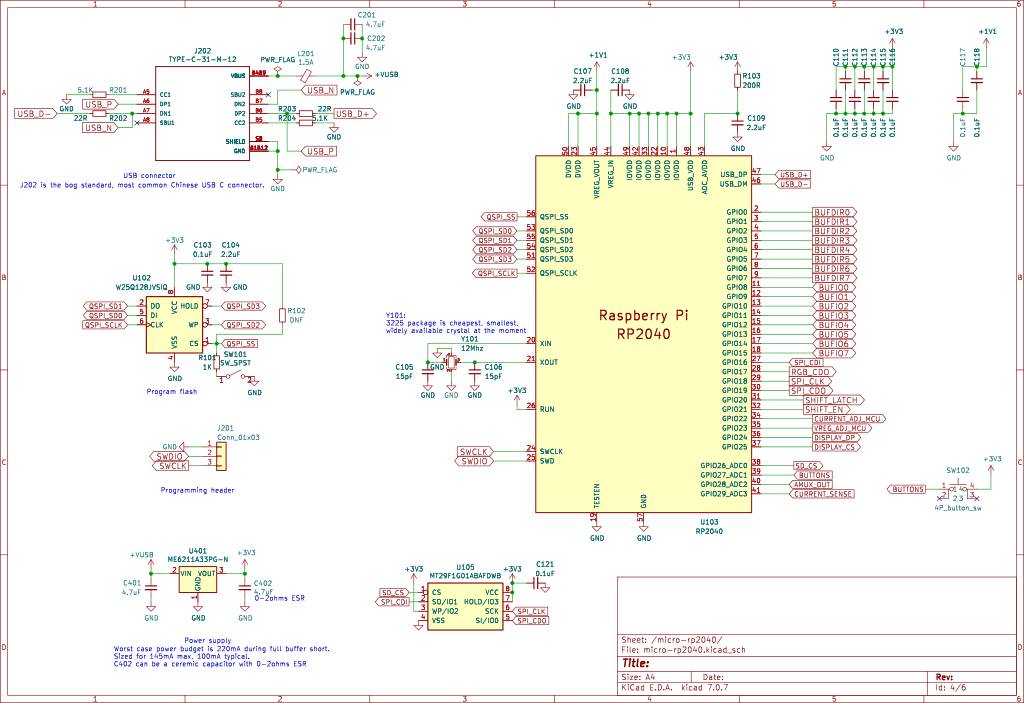 1 2 3 4 5 6
A
B
C
D
C201
4.7uF
C202
4.7uF
+VUSB
PWR_FLAG
L201
1.5A
PWR_FLAG
J202
TYPE-C-31-M-12
VBUS
CC1 A5
DP1 A6
DN1 A7
SBU1 A8
SBU2 B8
DN2 B7
DP2 B6
CC2 B5
SHIELD
GND
5.1K R201
USB_P
USB_D-
22R R202
USB_N
USB_N
R203 22R
R204 5.1K
USB_D+
GND
USB_P
PWR_FLAG
GND
USB connector
J202 is the bog standard, most common Chinese USB C connector.
+3V3
C103
0.1uF
C104
2.2uF
GND
GND
U102
W25Q128JVSIQ
VCC
VSS
DO
DI
CLK
HOLD
WP
CS
QSPI_SD1
QSPI_SD0
QSPI_SCLK
QSPI_SD3
QSPI_SD2
QSPI_SS
R102
DNF
R101
1K
SW101
SW_SPST
GND
GND
Program flash
J201
Conn_01x03
GND
SWDIO
SWCLK
1
2
3
Programming header
+VUSB
+3V3
U401
ME6211A33PG-N
VIN VOUT
GND
C401
4.7uF
C402
4.7uF
0-2ohms ESR
GND
GND
GND
Power supply
Worst case power budget is 220mA during full buffer short.
Sized for 145mA max, 100mA typical.
C402 can be a ceremic capacitor with 0-2ohms ESR
+1V1
C107
2.2uF
GND
C108
2.2uF
GND
+3V3
+3V3
R103
200R
C109
2.2uF
GND
+3V3
C110
C111
C112
C113
C114
C115
C116
0.1uF
0.1uF
0.1uF
0.1uF
0.1uF
0.1uF
0.1uF
GND
+1V1
C117
C118
0.1uF
0.1uF
GND
50 DVDD
23 DVDD
45 VREG_VOUT
44 VREG_IN
49 IOVDD
42 IOVDD
33 IOVDD
22 IOVDD
10 IOVDD
1 IOVDD
48 USB_VDD
43 ADC_AVDD
Raspberry Pi
RP2040
QSPI_SS 56 QSPI_SS
QSPI_SD0 53 QSPI_SD0
QSPI_SD1 55 QSPI_SD1
QSPI_SD2 54 QSPI_SD2
QSPI_SD3 51 QSPI_SD3
QSPI_SCLK 52 QSPI_SCLK
20 XIN
21 XOUT
26 RUN
SWCLK 24 SWCLK
SWDIO 25 SWD
TESTEN 19
GND 57
GND
GND
U103
RP2040
Y101:
3225 package is cheapest, smallest,
widely available crystal at the moment
Y101
12Mhz
C105
15pF
C106
15pF
GND
GND
GND
GND
+3V3
USB_DP 47 USB_D+
USB_DM 46 USB_D-
GPIO0 2 BUFDIR0
GPIO1 3 BUFDIR1
GPIO2 4 BUFDIR2
GPIO3 5 BUFDIR3
GPIO4 6 BUFDIR4
GPIO5 7 BUFDIR5
GPIO6 8 BUFDIR6
GPIO7 9 BUFDIR7
GPIO8 11 BUFIO0
GPIO9 12 BUFIO1
GPIO10 13 BUFIO2
GPIO11 14 BUFIO3
GPIO12 15 BUFIO4
GPIO13 16 BUFIO5
GPIO14 17 BUFIO6
GPIO15 18 BUFIO7
GPIO16 27 SPI_CDI
GPIO17 28 RGB_CDO
GPIO18 29 SPI_CLK
GPIO19 30 SPI_CDO
GPIO20 31 SHIFT_LATCH
GPIO21 32 SHIFT_EN
GPIO22 34 CURRENT_ADJ_MCU
GPIO23 35 VREG_ADJ_MCU
GPIO24 36 DISPLAY_DP
GPIO25 37 DISPLAY_CS
GPIO26_ADC0 38 SD_CS
GPIO27_ADC1 39 BUTTONS
GPIO28_ADC2 40 AMUX_OUT
GPIO29_ADC3 41 CURRENT_SENSE
SW102
+3V3
BUTTONS
4P_button_sw
+3V3
U105
MT29F1G01ABAFDWB
+3V3
C121
0.1uF
GND
SD_CS 1 CS
SPI_CDI 2 SO/IO1
3 WP/IO2
4 VSS
VCC 8
HOLD/IO3 7
SCK 6 SPI_CLK
SI/IO0 5 SPI_CDO
GND
Sheet: /micro-rp2040/
File: micro-rp2040.kicad_sch
Title:
Size: A4 Date: Rev:
KiCad E.D.A. kicad 7.0.7 Id: 4/6
1 2 3 4 5 6